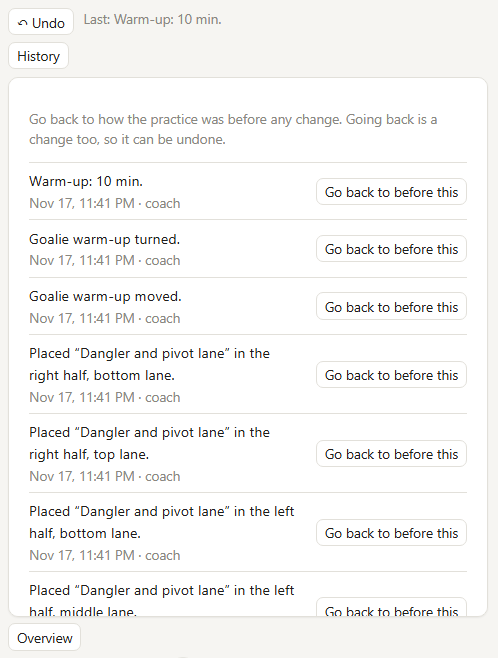 Undo
Last: Warm-up: 10 min.
History
Go back to how the practice was before any change. Going back is a
change too, so it can be undone.
Warm-up: 10 min.
Nov 17, 11:41 PM · coach
Go back to before this
Goalie warm-up turned.
Nov 17, 11:41 PM · coach
Go back to before this
Goalie warm-up moved.
Nov 17, 11:41 PM · coach
Go back to before this
Placed “Dangler and pivot lane” in the
right half, bottom lane.
Nov 17, 11:41 PM · coach
Go back to before this
Placed “Dangler and pivot lane” in the
right half, top lane.
Nov 17, 11:41 PM · coach
Go back to before this
Placed “Dangler and pivot lane” in the left
half, bottom lane.
Nov 17, 11:41 PM · coach
Go back to before this
Placed “Dangler and pivot lane” in the left
half, middle lane.
Go back to before this
Overview